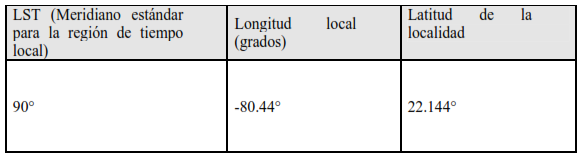 LST (Meridiano estándar
para la región de tiempo
local)
Longitud local
(grados)
Latitud de la
localidad
90°
-80.44°
22.144°